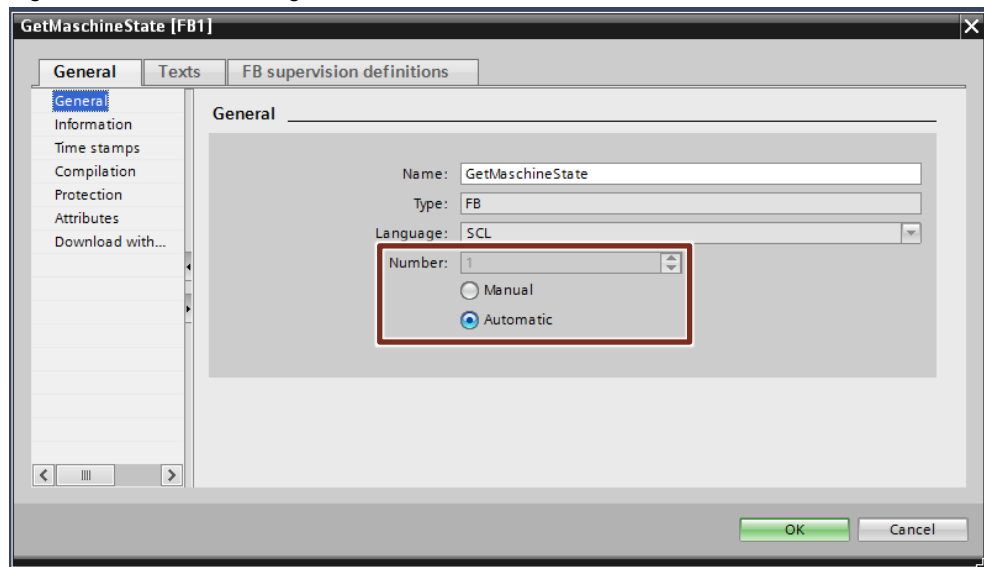 GetMaschineState [FB1]
General Texts FB supervision definitions
General
Information
Time stamps
Compilation
Protection
Attributes
Download with...
General
Name: GetMaschineState
Type: FB
Language: SCL
Number: 1
Manual
Automatic
OK Cancel